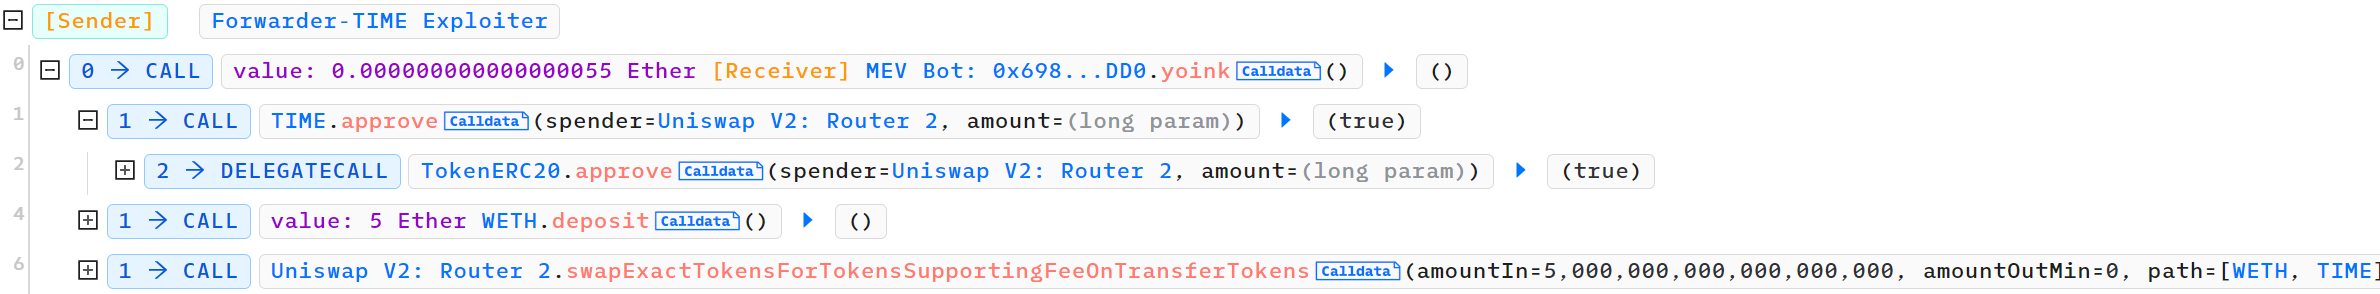 [Sender] Forwarder-TIME Exploiter
0 0 → CALL value: 0.000000000000000055 Ether [Receiver] MEV Bot: 0x698...DD0.yoink Calldata () ()
1 1 → CALL TIME.approve Calldata (spender=Uniswap V2: Router 2, amount=(long param)) (true)
2 2 → DELEGATECALL TokenERC20.approve Calldata (spender=Uniswap V2: Router 2, amount=(long param)) (true)
4 1 → CALL value: 5 Ether WETH.deposit Calldata () ()
6 1 → CALL Uniswap V2: Router 2.swapExactTokensForTokensSupportingFeeOnTransferTokens Calldata (amountIn=5,000,000,000,000,000,000, amountOutMin=0, path=[WETH, TIME]